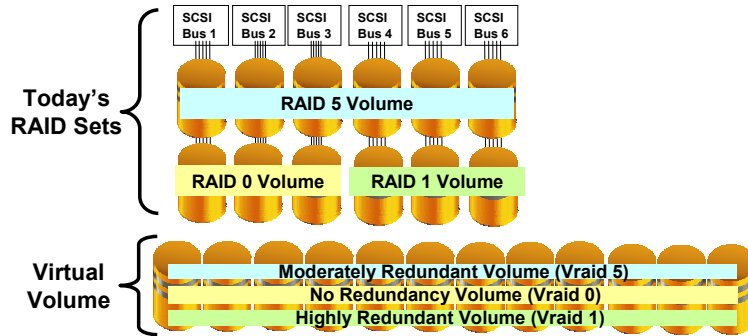 SCSI Bus 1
SCSI Bus 2
SCSI Bus 3
SCSI Bus 4
SCSI Bus 5
SCSI Bus 6
Today's
RAID Sets
RAID 5 Volume
RAID 0 Volume
RAID 1 Volume
Virtual
Volume
Moderately Redundant Volume (Vraid 5)
No Redundancy Volume (Vraid 0)
Highly Redundant Volume (Vraid 1)